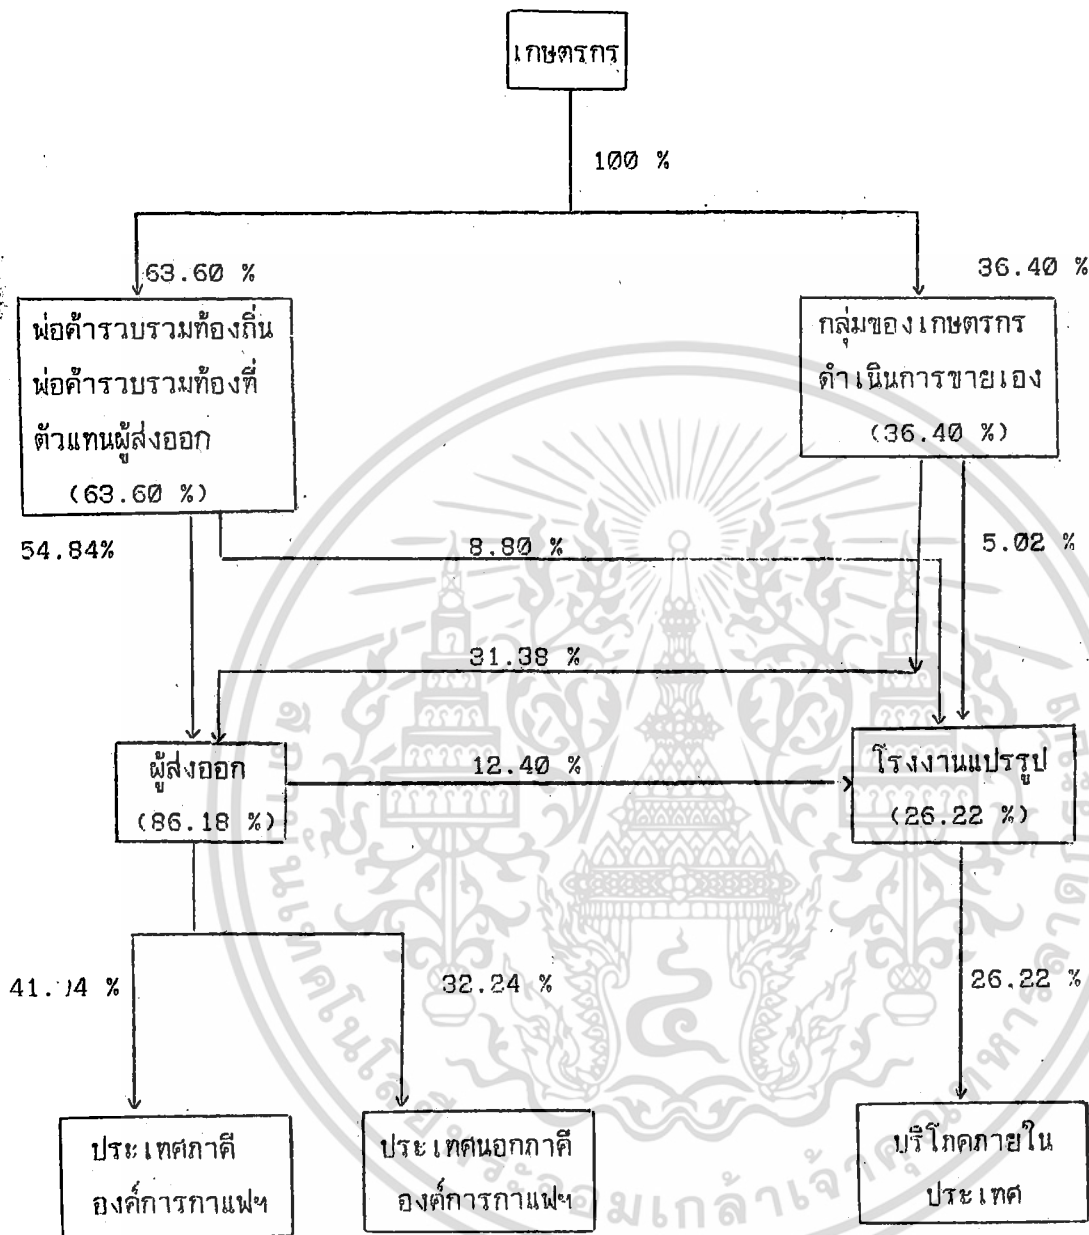 เกษตรกร
100 %
63.60 %
36.40 %
พ่อค้ารวบรวมท้องถิ่น
พ่อค้ารวบรวมท้องที่
ตัวแทนผู้ส่งออก
(63.60 %)
กลุ่มของเกษตรกร
ดำเนินการขายเอง
(36.40 %)
54.84%
8.80 %
5.02 %
31.38 %
ผู้ส่งออก
(86.18 %)
12.40 %
โรงงานแปรรูป
(26.22 %)
32.24 %
26.22 %
ประเทศภาคี
องค์การกาแฟฯ
ประเทศนอกภาคี
องค์การกาแฟฯ
บริโภคภายใน
ประเทศ